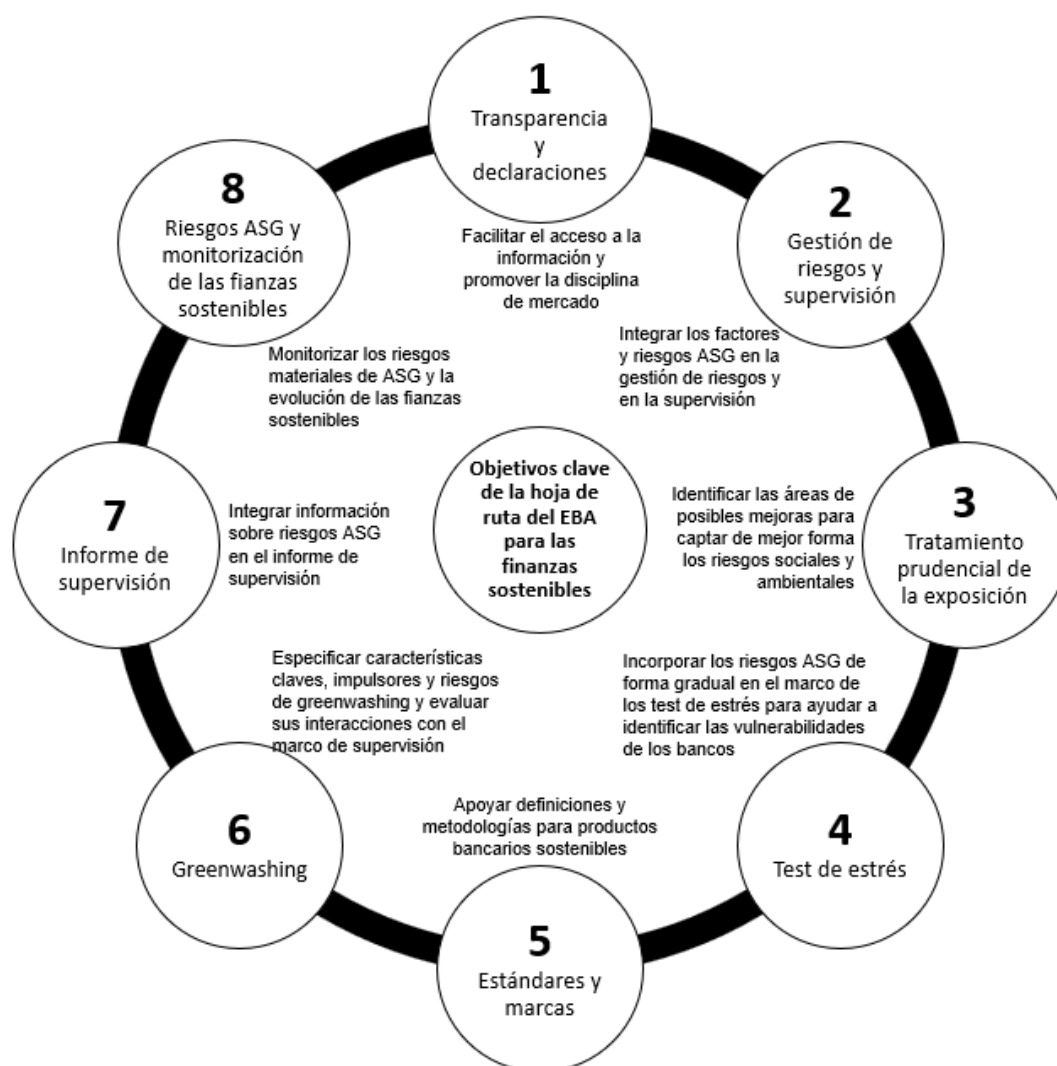 1
Transparencia
y
declaraciones
Facilitar el acceso a la
información y
promover la disciplina
de mercado
2
Gestión de
riesgos y
supervisión
Integrar los factores
y riesgos ASG en la
gestión de riesgos y
en la supervisión
3
Tratamiento
prudencial de
la exposición
Identificar las áreas de
posibles mejoras para
captar de mejor forma
los riesgos sociales y
ambientales
4
Test de estrés
Incorporar los riesgos ASG de
forma gradual en el marco de
los test de estrés para ayudar a
identificar las vulnerabilidades
de los bancos
5
Estándares y
marcas
Apoyar definiciones y
metodologías para productos
bancarios sostenibles
6
Greenwashing
Especificar características
claves, impulsores y riesgos
de greenwashing y evaluar
sus interacciones con el
marco de supervisión
7
Informe de
supervisión
Integrar información
sobre riesgos ASG
en el informe de
supervisión
8
Riesgos ASG y
monitorización
de las fianzas
sostenibles
Monitorizar los riesgos
materiales de ASG y la
evolución de las fianzas
sostenibles
Objetivos clave
de la hoja de
ruta del EBA
para las
finanzas
sostenibles